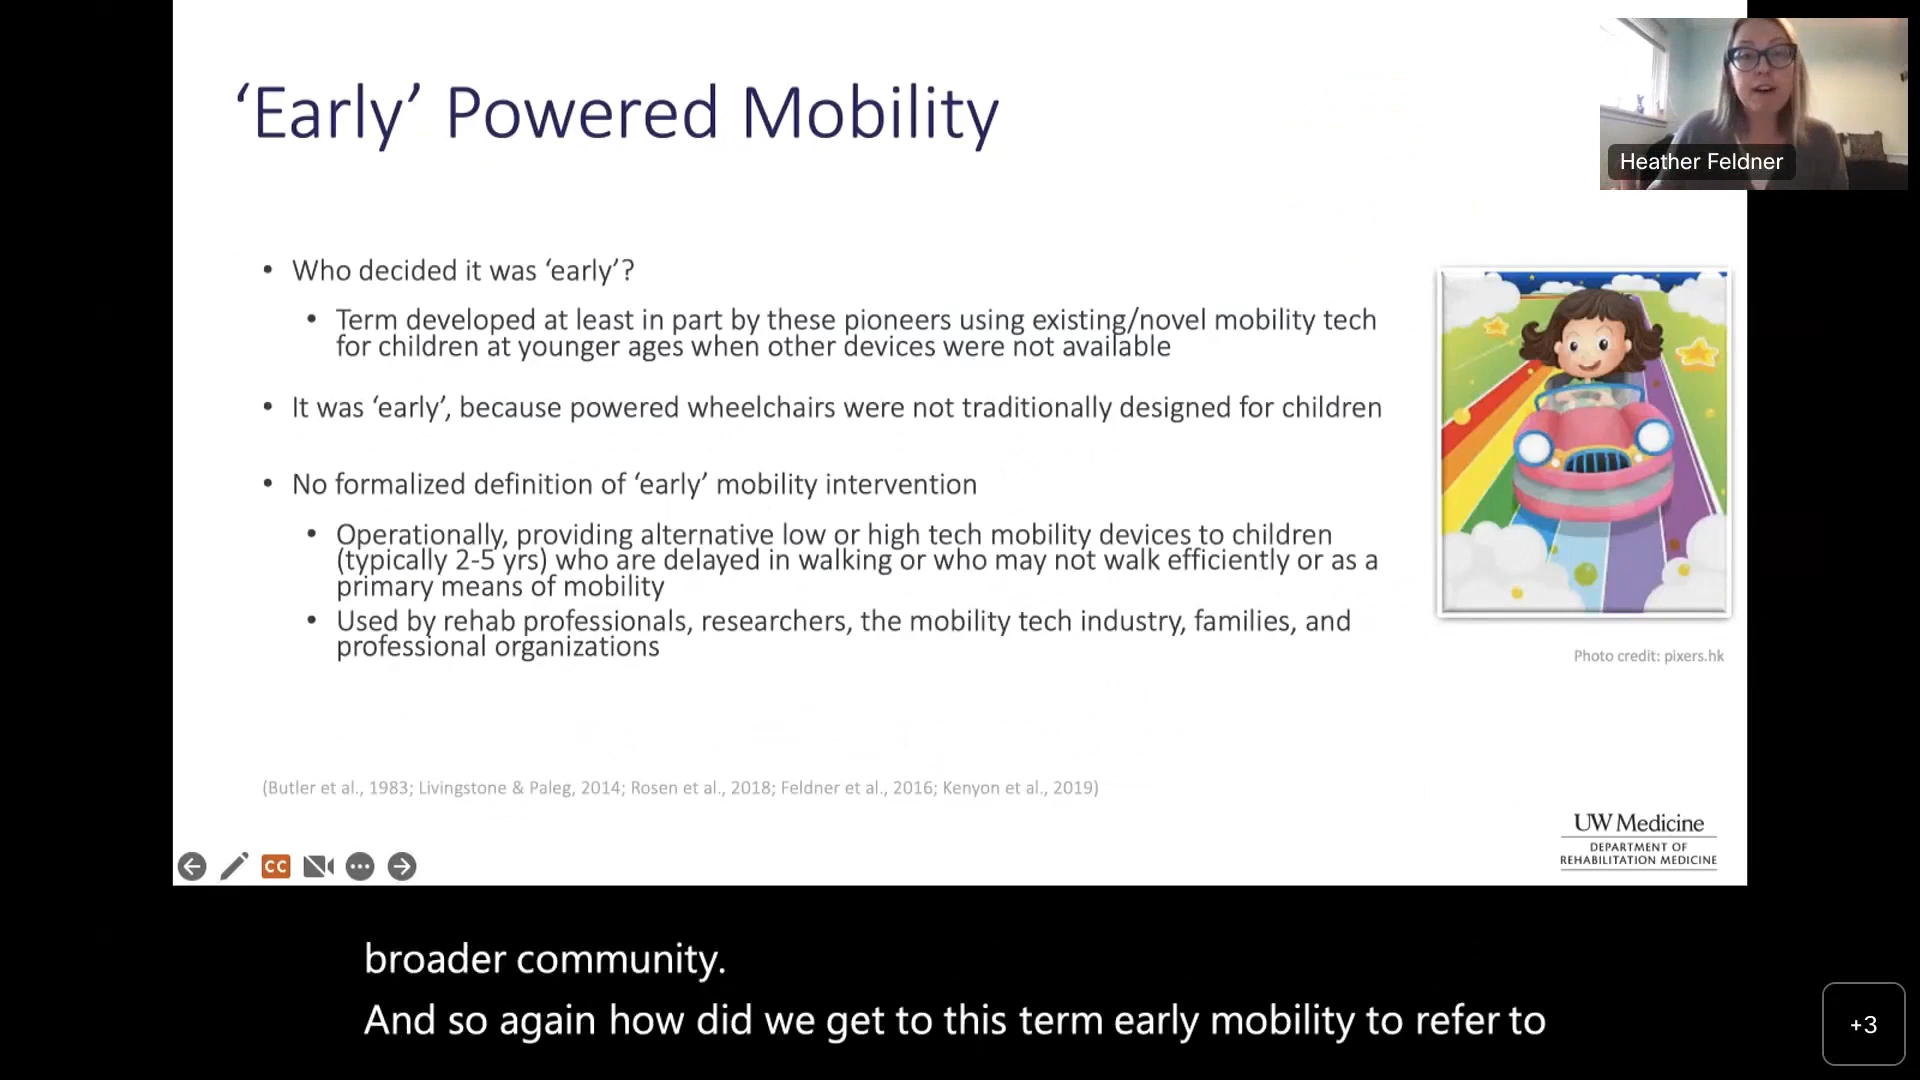 ‘Early’ Powered Mobility
Heather Feldner
• Who decided it was ‘early’?
• Term developed at least in part by these pioneers using existing/novel mobility tech
for children at younger ages when other devices were not available
• It was ‘early’, because powered wheelchairs were not traditionally designed for children
• No formalized definition of ‘early’ mobility intervention
• Operationally, providing alternative low or high tech mobility devices to children
(typically 2-5 yrs) who are delayed in walking or who may not walk efficiently or as a
primary means of mobility
• Used by rehab professionals, researchers, the mobility tech industry, families, and
professional organizations
Photo credit: pixers.hk
(Butler et al., 1983; Livingstone & Paleg, 2014; Rosen et al., 2018; Feldner et al., 2016; Kenyon et al., 2019)
UW Medicine
DEPARTMENT OF
REHABILITATION MEDICINE
CC
broader community.
And so again how did we get to this term early mobility to refer to
+3